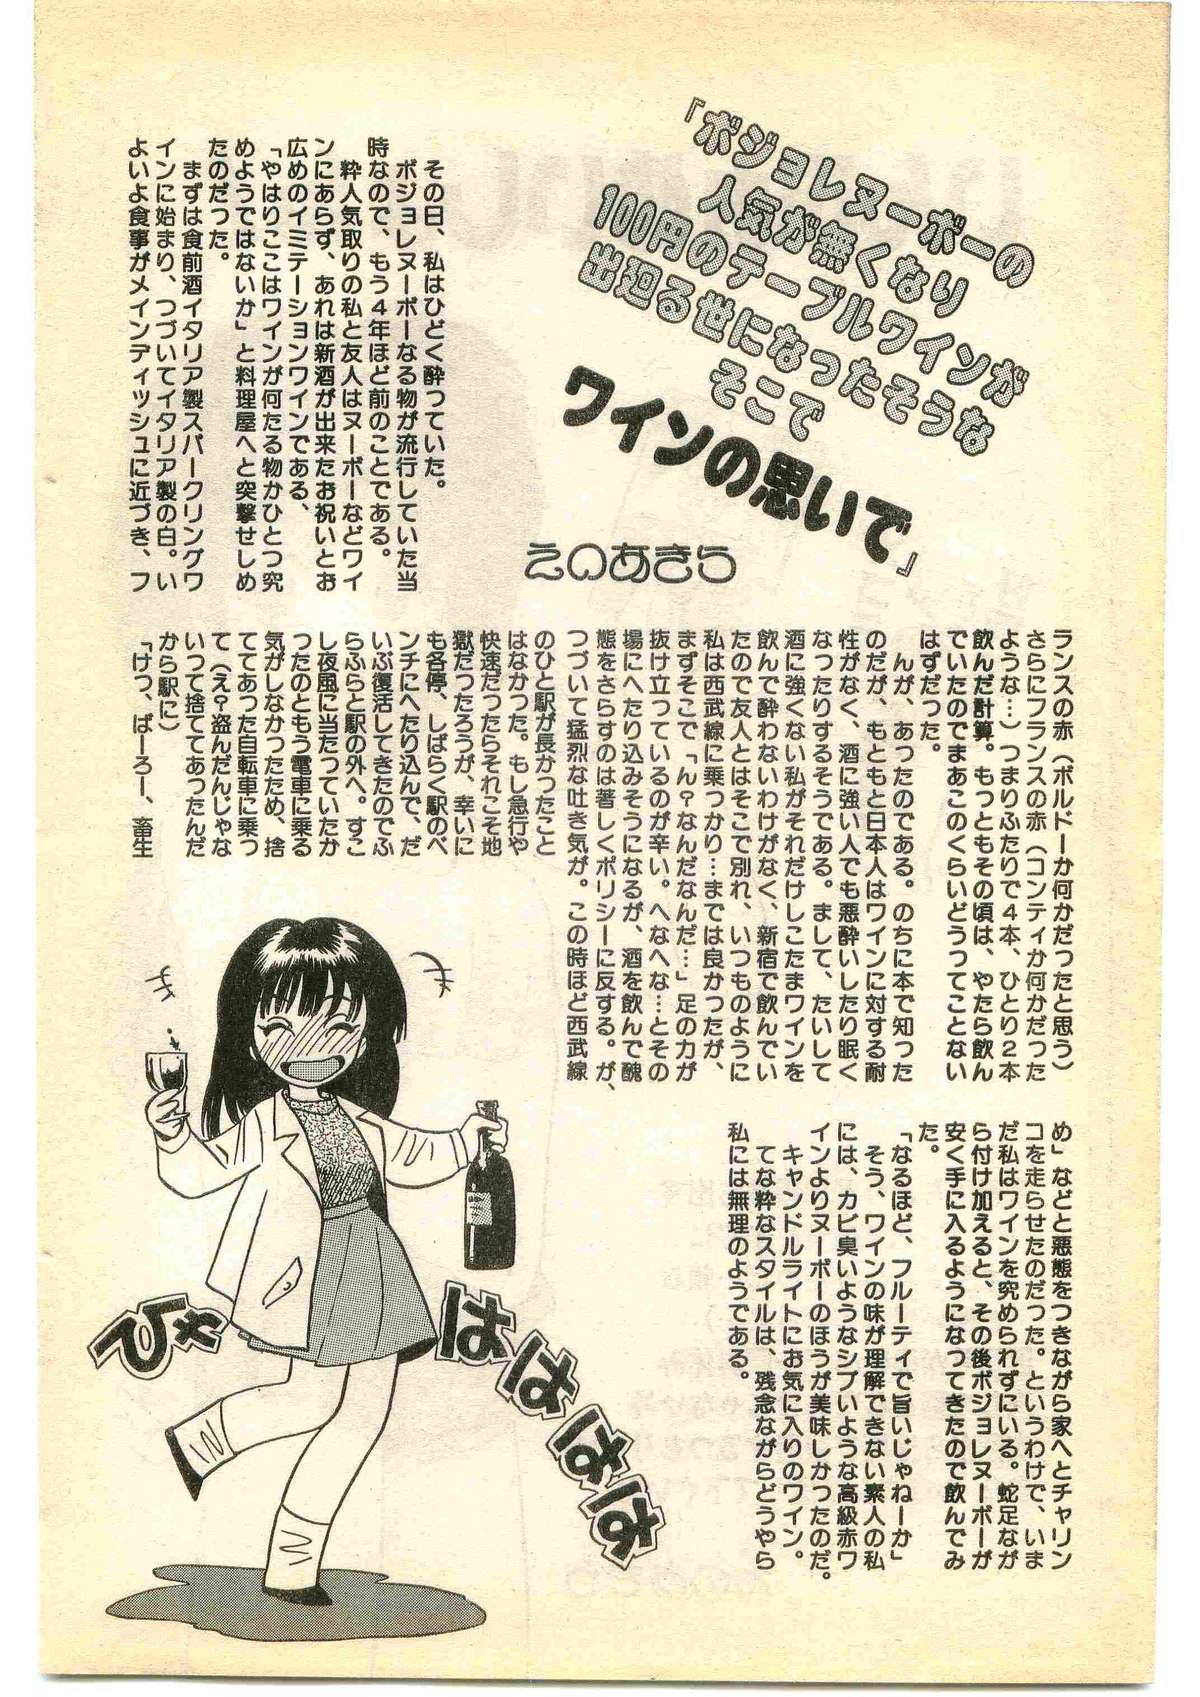 『ボジョレヌーボーの
人気が無くなり
100円のテーブルワインが
出廻る世になったそうな
そこで
ワインの思いで』
えのあきら
その日、私はひどく酔っていた。
ボジョレヌーボーなる物が流行していた当
時なので、もう４年ほど前のことである。
粋人気取りの私と友人はヌーボーなどワイ
ンにあらず、あれは新酒が出来たお祝いとお
広めのイミテーションワインである、
「やはりここはワインが何たる物かひとつ究
めようではないか」と料理屋へと突撃せしめ
たのだった。
まずは食前酒イタリア製スパークリングワ
インに始まり、つづいてイタリア製の白。い
よいよ食事がメインディッシュに近づき、フ
ランスの赤（ボルドーか何かだったと思う）
さらにフランスの赤（コンティか何かだった
ような…）つまりふたりで４本、ひとり２本
飲んだ計算。もっともその頃は、やたら飲ん
でいたのでまあこのくらいどうってことない
はずだった。
んが、あったのである。のちに本で知った
のだが、もともと日本人はワインに対する耐
性がなく、酒に強い人でも悪酔いしたり眠く
なったりするそうである。まして、たいして
酒に強くない私がそれだけしこたまワインを
飲んで酔わないわけがなく、新宿で飲んでい
たので友人とはそこで別れ、いつものように
私は西武線に乗っかり…までは良かったが、
まずそこで「ん？なんだなんだ…」足の力が
抜け立っているのが辛い。へなへな…とその
場にへたり込みそうになるが、酒を飲んで醜
態をさらすのは著しくポリシーに反する。が、
つづいて猛烈な吐き気が。この時ほど西武線
のひと駅が長かったこと
はなかった。もし急行や
快速だったらそれこそ地
獄だったろうが、幸いに
も各停、しばらく駅のベ
ンチにへたり込んで、だ
いぶ復活してきたのでふ
らふらと駅の外へ。すこ
し夜風に当たっていたか
ったのともう電車に乗る
気がしなかったため、捨
ててあった自転車に乗っ
て（え？盗んだんじゃな
いって捨ててあったんだ
から駅に）
「けっ、ばーろー、畜生
め」などと悪態をつきながら家へとチャリン
コを走らせたのだった。というわけで、いま
だ私はワインを究められずにいる。蛇足なが
ら付け加えると、その後ボジョレヌーボーが
安く手に入るようになってきたので飲んでみ
た。
「なるほど、フルーティで旨いじゃねーか」
そう、ワインの味が理解できない素人の私
には、カビ臭いようなシブいような高級赤ワ
インよりヌーボーのほうが美味しかったのだ。
キャンドルライトにお気に入りのワイン。
てな粋なスタイルは、残念ながらどうやら
私には無理のようである。
ひゃ
はははは